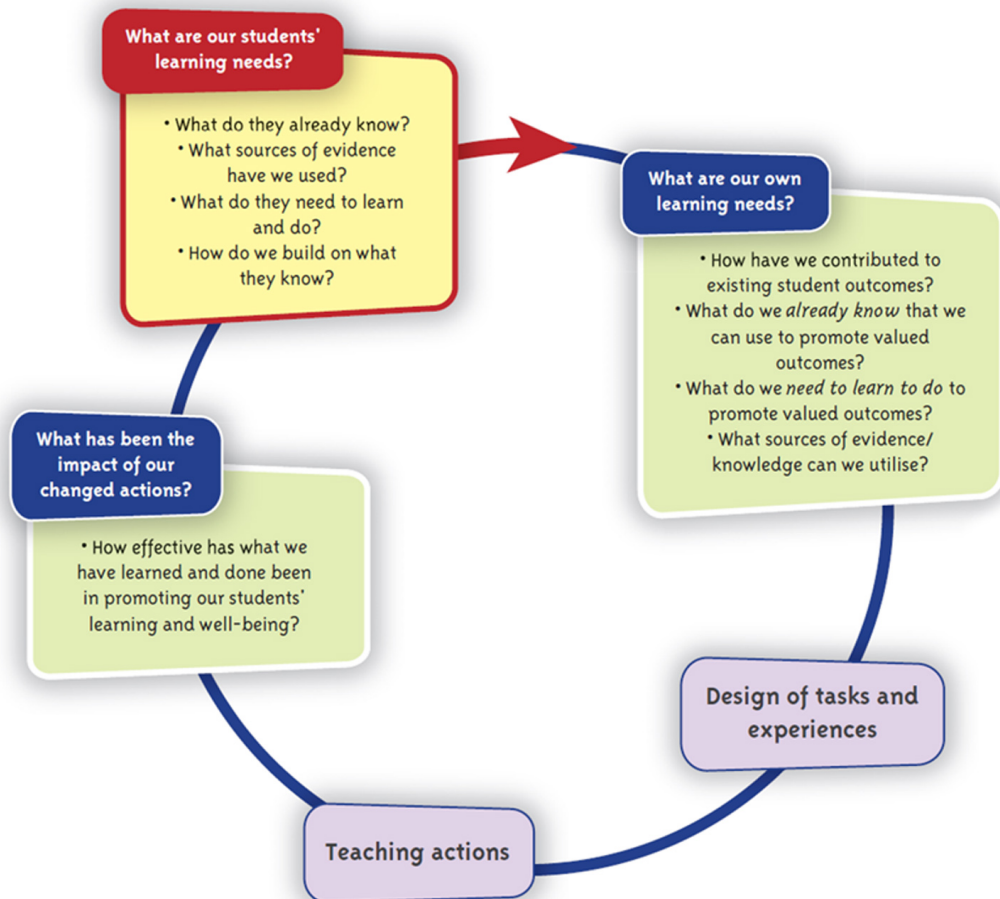 What are our students'
learning needs?
• What do they already know?
• What sources of evidence
have we used?
• What do they need to learn
and do?
• How do we build on what
they know?
What are our own
learning needs?
• How have we contributed to
existing student outcomes?
• What do we already know that we
can use to promote valued
outcomes?
• What do we need to learn to do to
promote valued outcomes?
• What sources of evidence/
knowledge can we utilise?
Design of tasks and
experiences
Teaching actions
What has been the
impact of our
changed actions?
• How effective has what we
have learned and done been
in promoting our students'
learning and well-being?